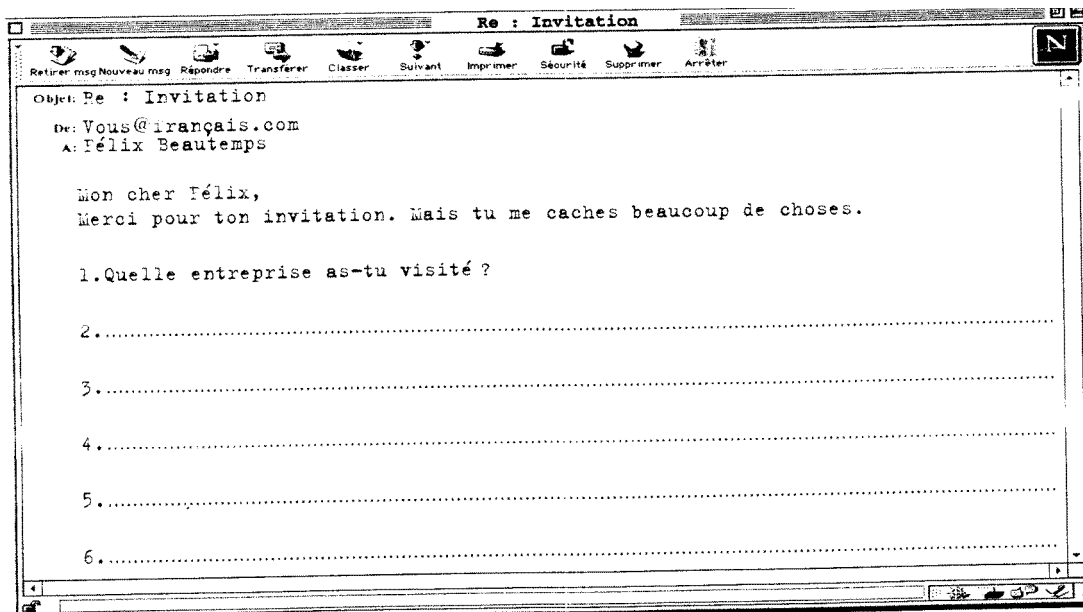 Re : Invitation
N
Retirer msg Nouveau msg Répondre Transférer Classer Suivant Imprimer Sécurité Supprimer Arrêter
Objet: Re : Invitation
De: Vous@français.com
A: Félix Beautemps
Mon cher Félix,
Merci pour ton invitation. Mais tu me caches beaucoup de choses.
1.Quelle entreprise as-tu visité ?
2.
3.
4.
5.
6.